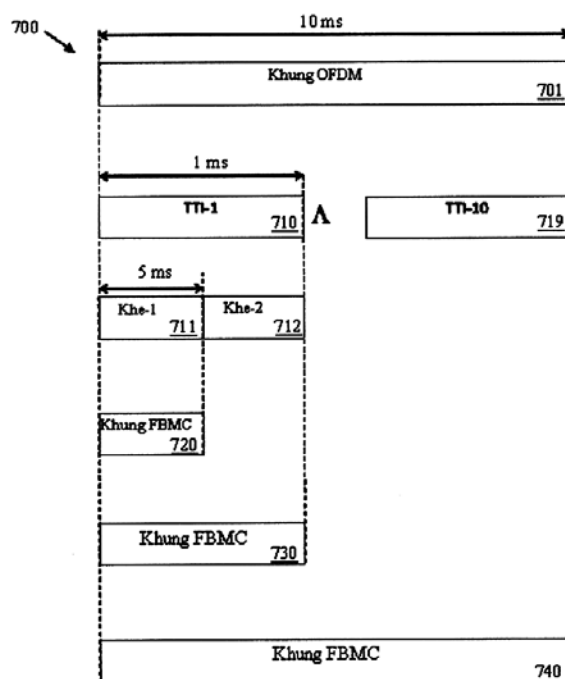 700
10 ms
Khung OFDM
701
1 ms
TTI-1
710
Λ
TTI-10
719
5 ms
Khe-1
711
Khe-2
712
Khung FBMC
720
Khung FBMC
730
Khung FBMC
740